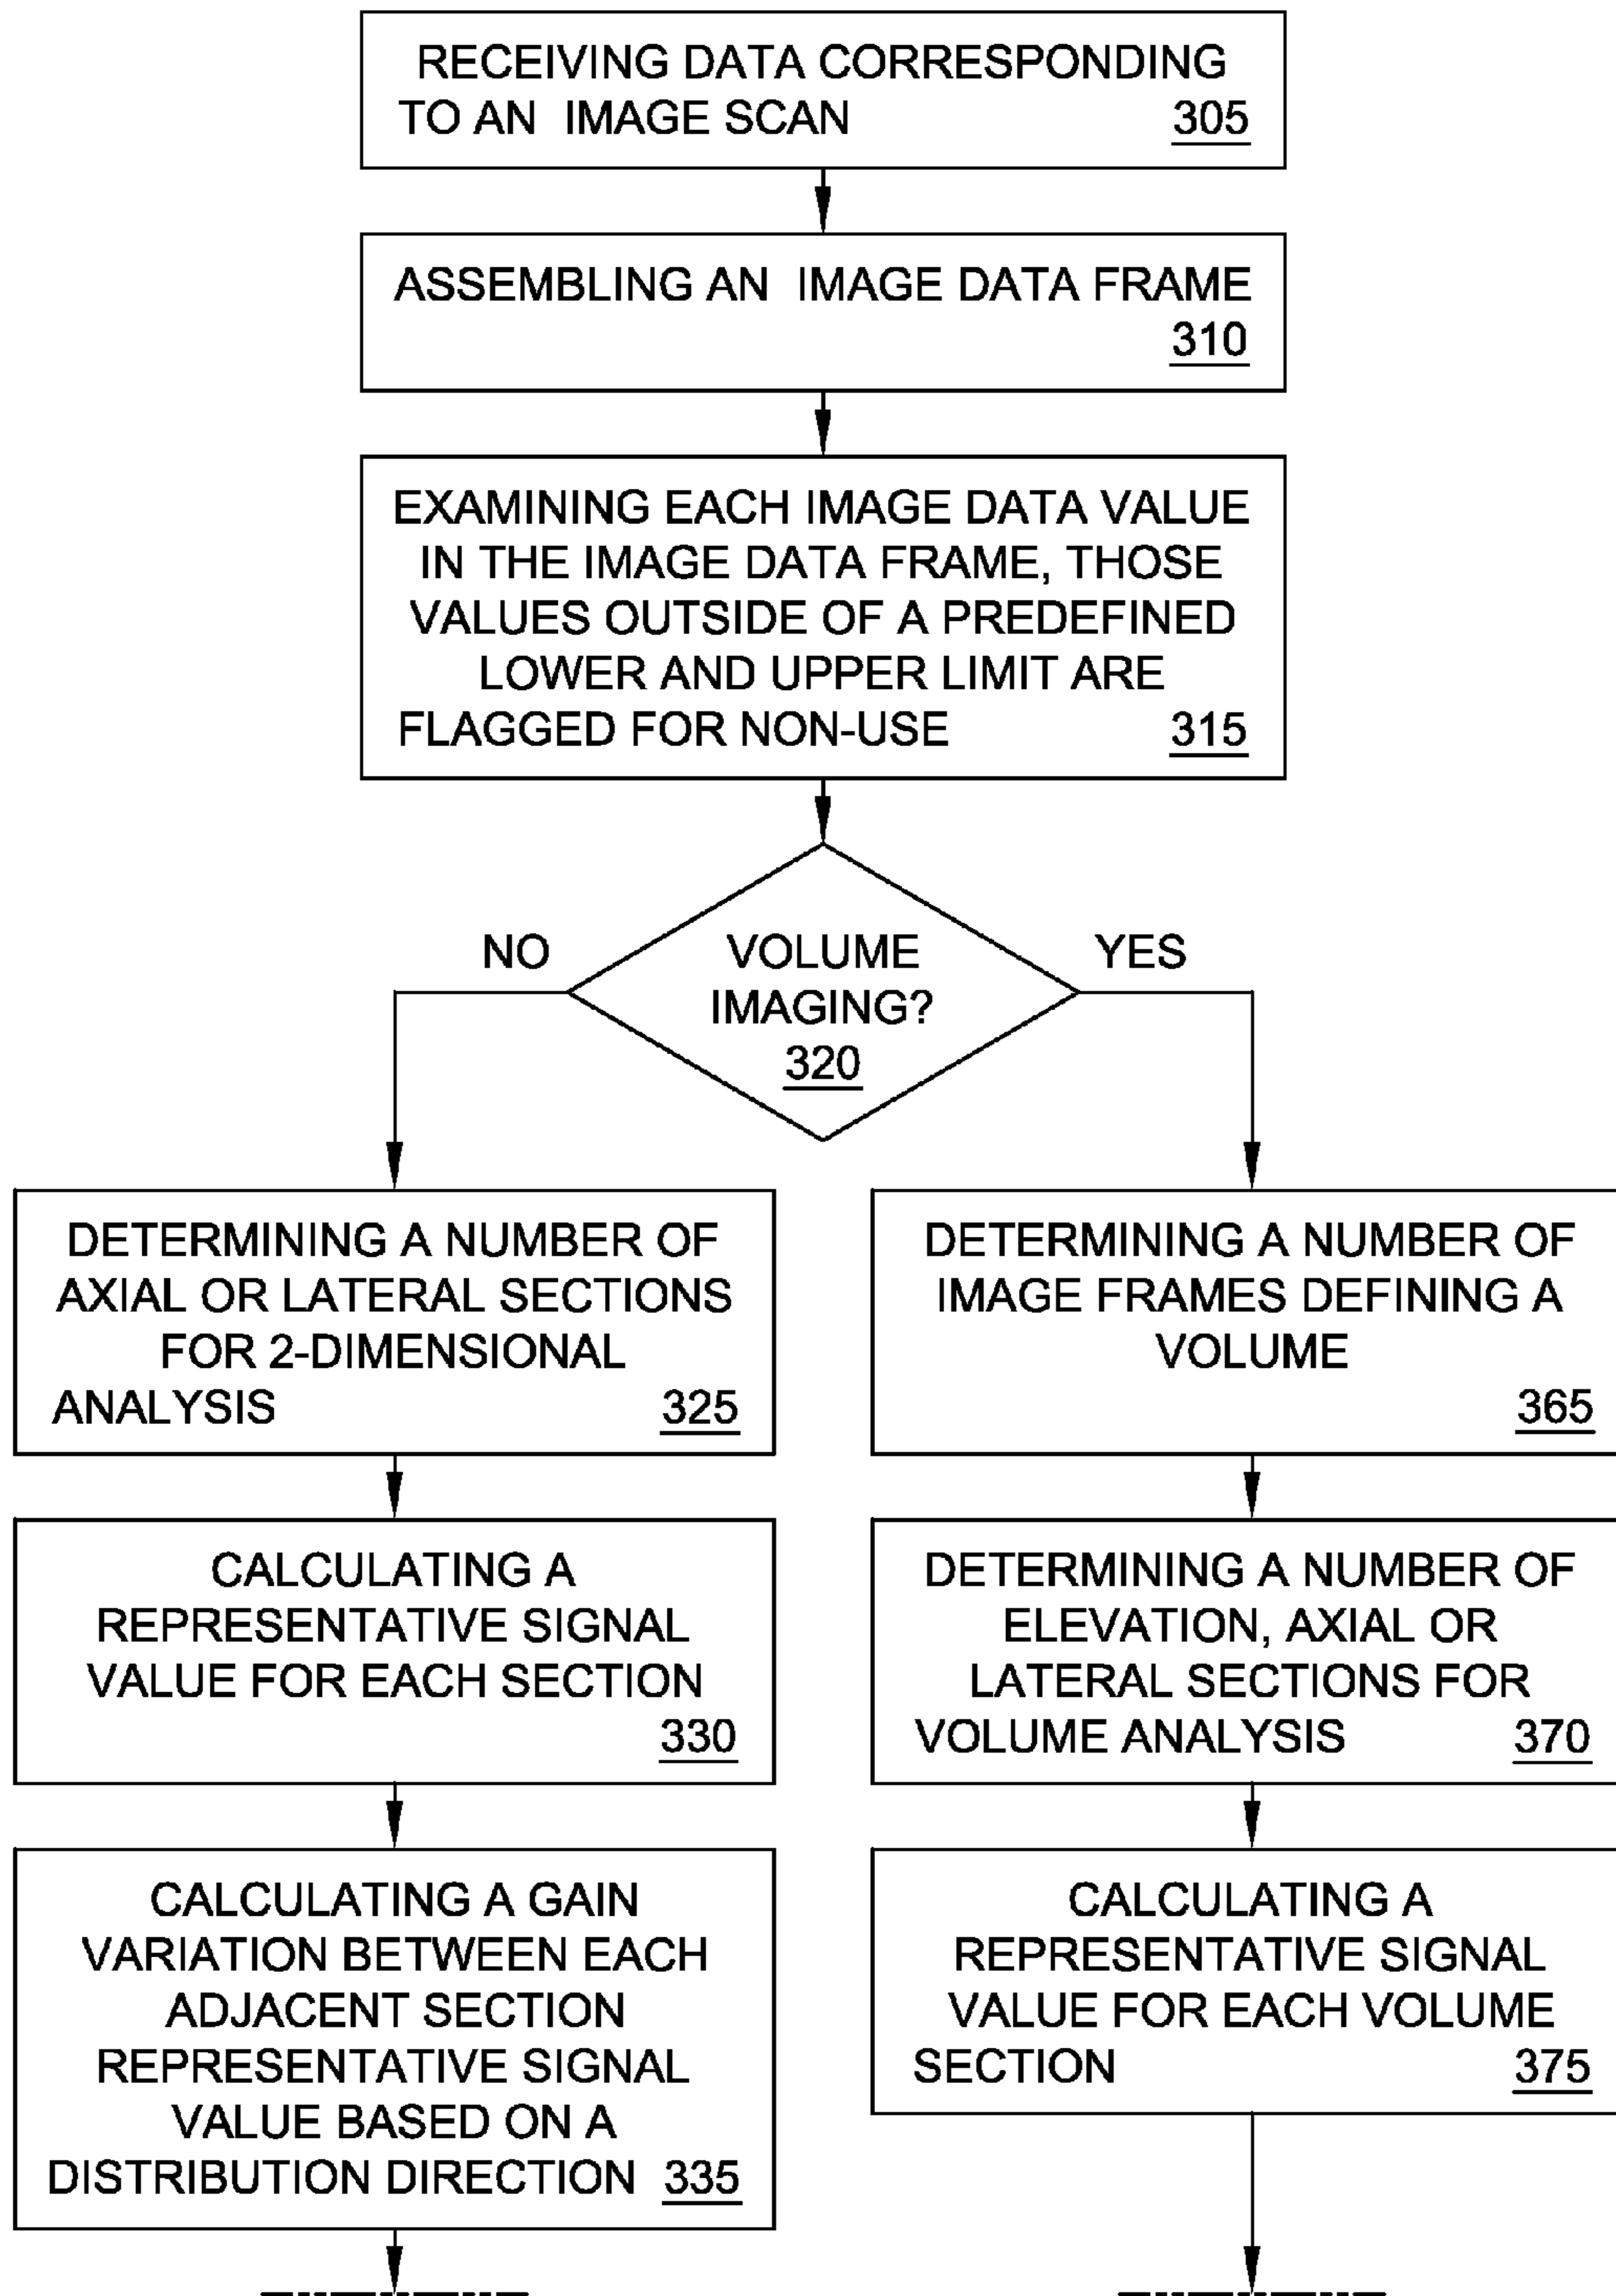 RECEIVING DATA CORRESPONDING
TO AN IMAGE SCAN 305
ASSEMBLING AN IMAGE DATA FRAME
310
EXAMINING EACH IMAGE DATA VALUE
IN THE IMAGE DATA FRAME, THOSE
VALUES OUTSIDE OF A PREDEFINED
LOWER AND UPPER LIMIT ARE
FLAGGED FOR NON-USE 315
NO
VOLUME
IMAGING?
320
YES
DETERMINING A NUMBER OF
AXIAL OR LATERAL SECTIONS
FOR 2-DIMENSIONAL
ANALYSIS 325
CALCULATING A
REPRESENTATIVE SIGNAL
VALUE FOR EACH SECTION
330
CALCULATING A GAIN
VARIATION BETWEEN EACH
ADJACENT SECTION
REPRESENTATIVE SIGNAL
VALUE BASED ON A
DISTRIBUTION DIRECTION 335
DETERMINING A NUMBER OF
IMAGE FRAMES DEFINING A
VOLUME
365
DETERMINING A NUMBER OF
ELEVATION, AXIAL OR
LATERAL SECTIONS FOR
VOLUME ANALYSIS 370
CALCULATING A
REPRESENTATIVE SIGNAL
VALUE FOR EACH VOLUME
SECTION 375